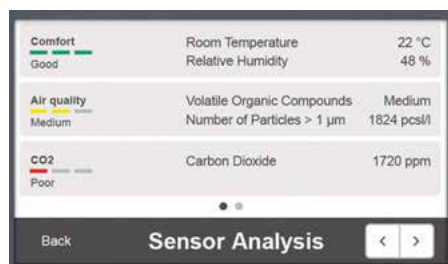 Comfort
Good
Room Temperature 22 °C
Relative Humidity 48 %
Air quality
Medium
Volatile Organic Compounds Medium
Number of Particles > 1 µm 1824 pcsl/l
CO2
Poor
Carbon Dioxide 1720 ppm
Back Sensor Analysis < >